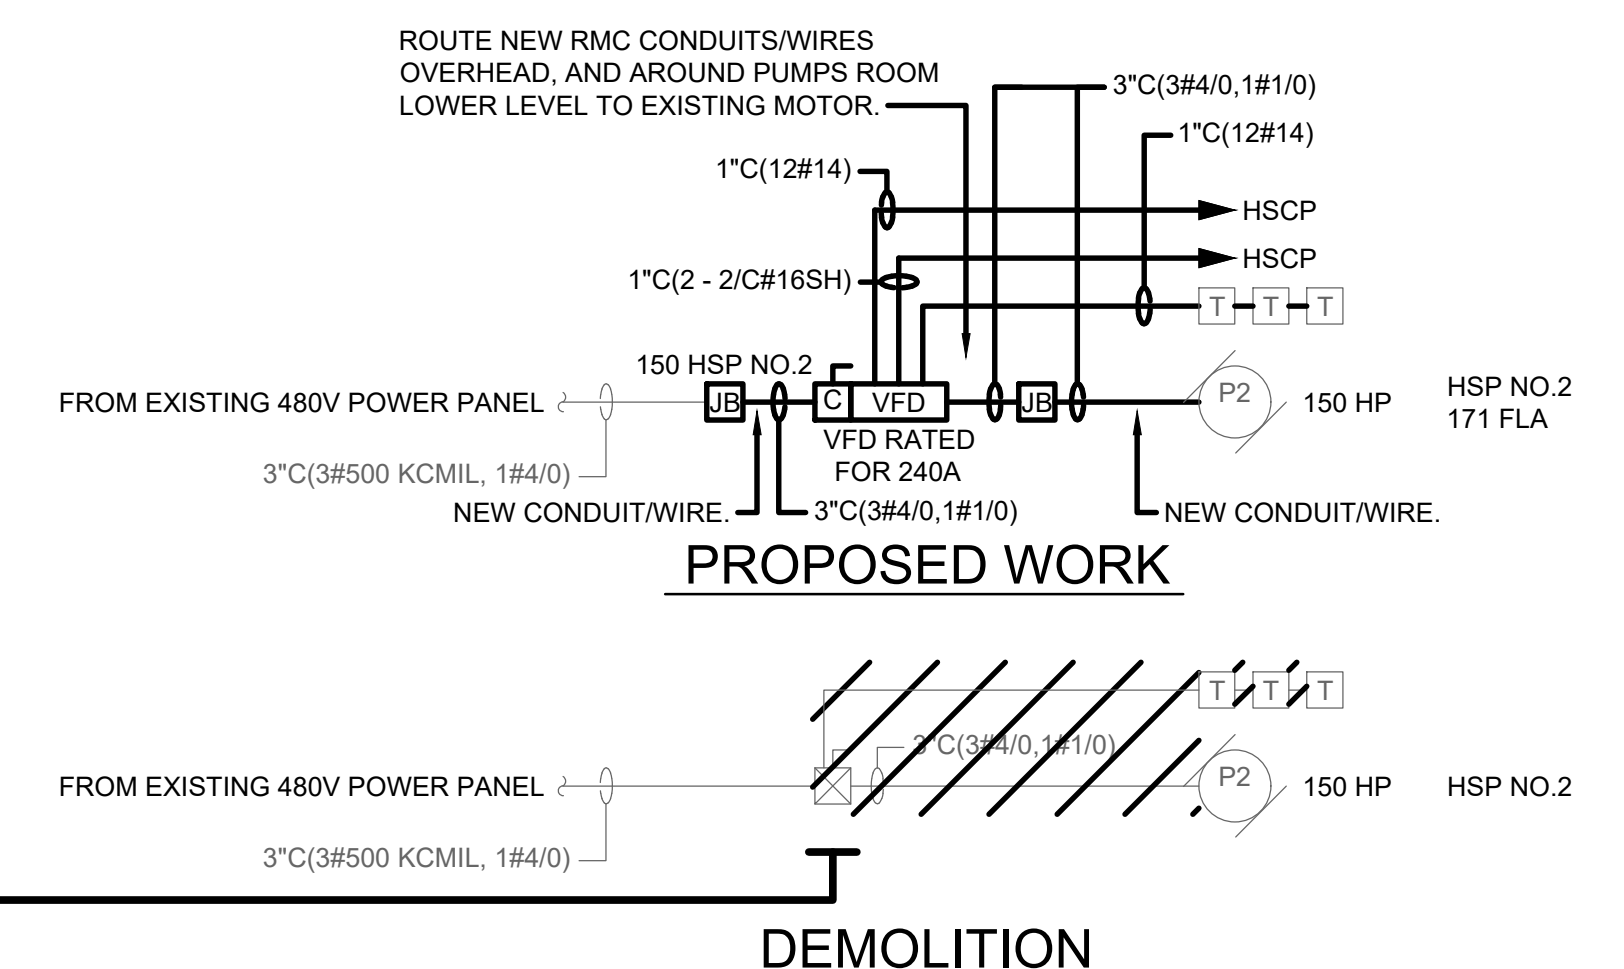 ROUTE NEW RMC CONDUITS/WIRES
OVERHEAD, AND AROUND PUMPS ROOM
LOWER LEVEL TO EXISTING MOTOR.
3"C(3#4/0,1#1/0)
1"C(12#14)
1"C(12#14)
HSCP
HSCP
1"C(2 - 2/C#16SH)
T T T
150 HSP NO.2
FROM EXISTING 480V POWER PANEL
JB
C
VFD
JB
P2
150 HP
HSP NO.2
171 FLA
VFD RATED
FOR 240A
3"C(3#500 KCMIL, 1#4/0)
NEW CONDUIT/WIRE.
3"C(3#4/0,1#1/0)
NEW CONDUIT/WIRE.
PROPOSED WORK
T T T
3"C(3#4/0,1#1/0)
FROM EXISTING 480V POWER PANEL
P2
150 HP
HSP NO.2
3"C(3#500 KCMIL, 1#4/0)
DEMOLITION